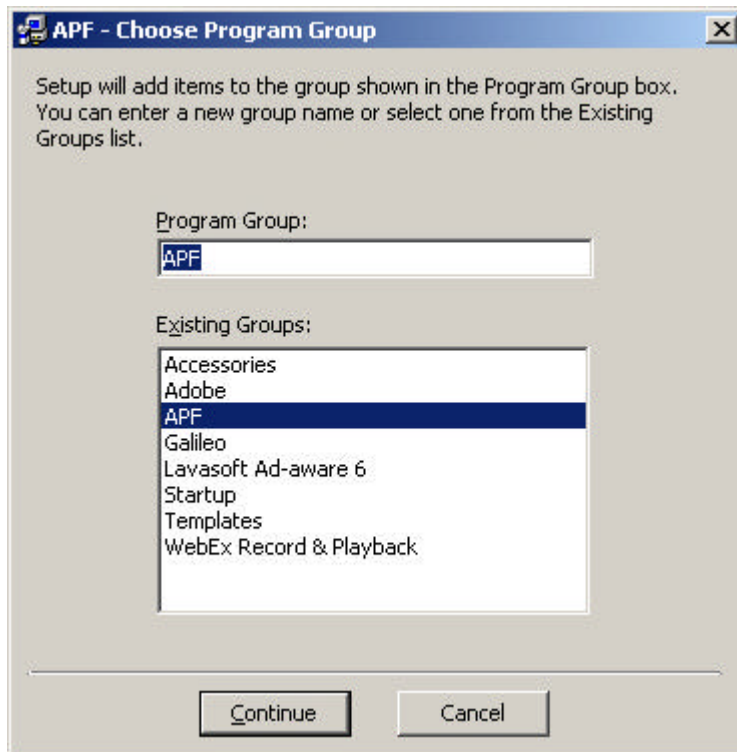 APF - Choose Program Group
Setup will add items to the group shown in the Program Group box.
You can enter a new group name or select one from the Existing
Groups list.
Program Group:
APF
Existing Groups:
Accessories
Adobe
APF
Galileo
Lavasoft Ad-aware 6
Startup
Templates
WebEx Record & Playback
Continue
Cancel